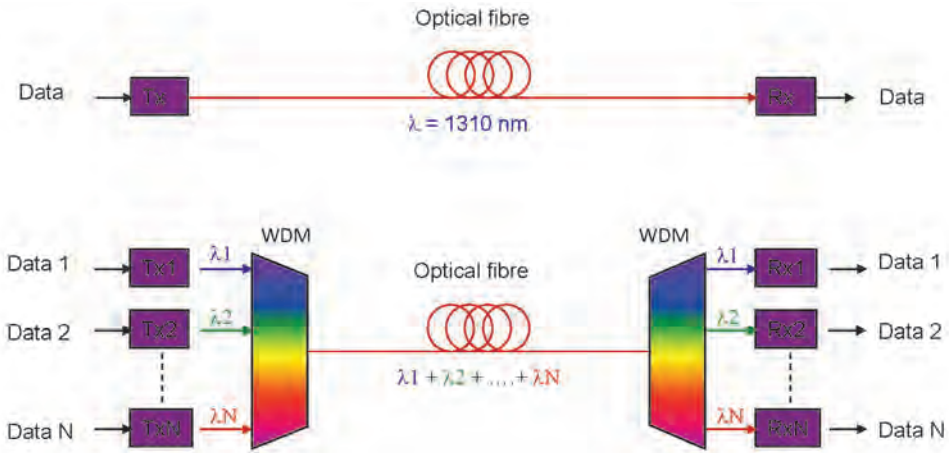 Optical fibre
Data Tx Rx Data
λ = 1310 nm
WDM WDM
Data 1 Tx1 λ1 Optical fibre λ1 Rx1 Data 1
Data 2 Tx2 λ2 λ2 Rx2 Data 2
λ1 + λ2 + ....+ λN
Data N TxN λN λN RxN Data N